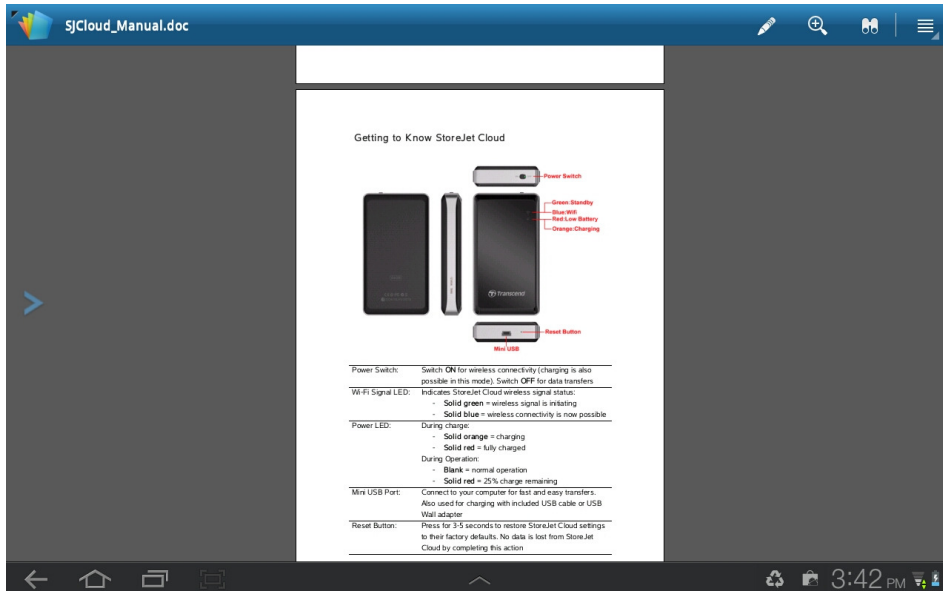 SJCloud_Manual.doc
Getting to Know StoreJet Cloud
Power Switch
Green:Standby
Blue:Wifi
Red:Low Battery
Orange:Charging
Transcend
Reset Button
Mini USB
Power Switch: Switch ON for wireless connectivity (charging is also
possible in this mode). Switch OFF for data transfers
Wi-Fi Signal LED: Indicates StoreJet Cloud wireless signal status:
- Solid green = wireless signal is initiating
- Solid blue = wireless connectivity is now possible
Power LED: During charge:
- Solid orange = charging
- Solid red = fully charged
During Operation:
- Blank = normal operation
- Solid red = 25% charge remaining
Mini USB Port: Connect to your computer for fast and easy transfers.
Also used for charging with included USB cable or USB
Wall adapter
Reset Button: Press for 3-5 seconds to restore StoreJet Cloud settings
to their factory defaults. No data is lost from StoreJet
Cloud by completing this action
3:42 PM